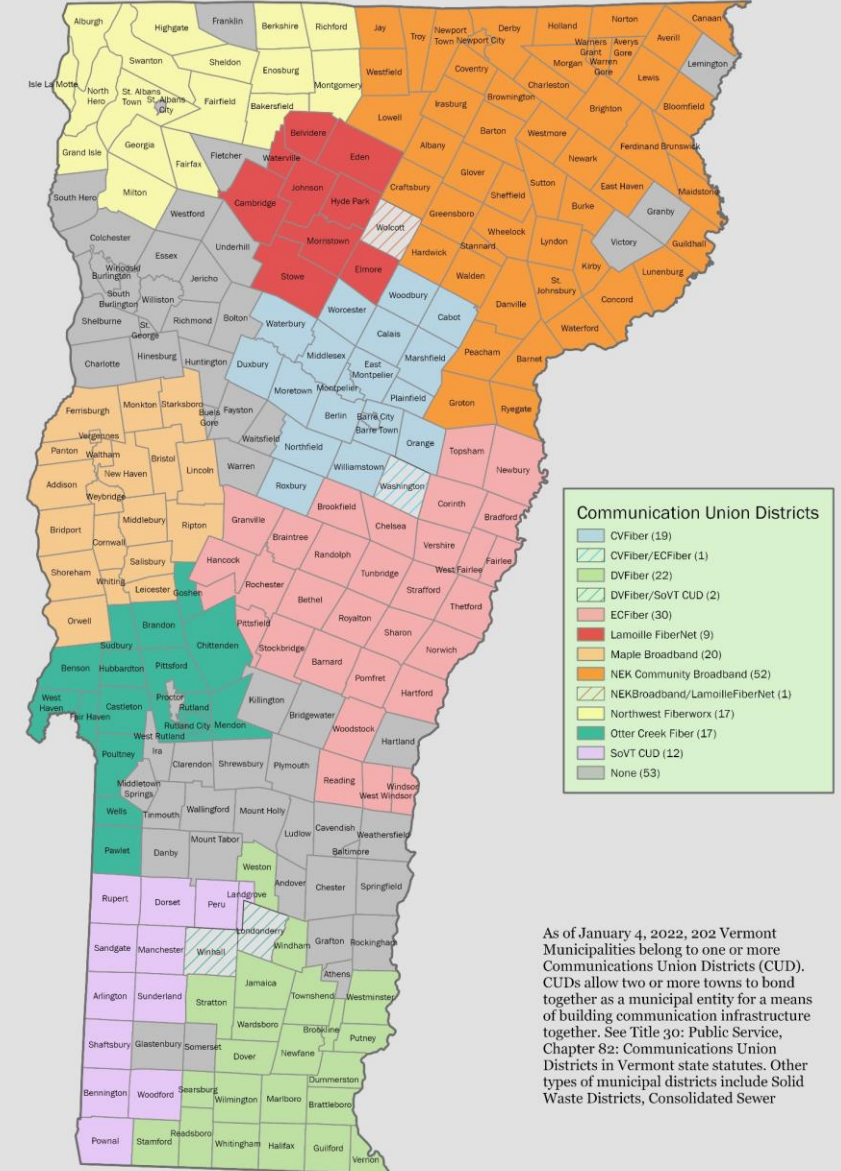 Alburgh
Highgate
Franklin
Berkshire
Richford
Jay
Troy
Newport
Town
Newport City
Derby
Holland
Norton
Canaan
Warners
Grant
Averys
Gore
Averill
Lemington
Isle La Motte
North
Hero
Swanton
Sheldon
Enosburg
Montgomery
Westfield
Coventry
Morgan
Warren
Gore
Lewis
St. Albans
Town
St. Albans
City
Fairfield
Bakersfield
Lowell
Irasburg
Brownington
Charleston
Brighton
Bloomfield
Grand Isle
Georgia
Fairfax
Fletcher
Waterville
Belvidere
Eden
Albany
Barton
Westmore
Newark
Ferdinand
Brunswick
South Hero
Milton
Westford
Cambridge
Johnson
Hyde Park
Craftsbury
Glover
Sheffield
Sutton
Burke
East Haven
Maidstone
Granby
Colchester
Essex
Underhill
Morristown
Wolcott
Greensboro
Stannard
Wheelock
Lyndon
Victory
Guildhall
Winooski
Burlington
South
Burlington
Williston
Jericho
Stowe
Elmore
Hardwick
Walden
Danville
St.
Johnsbury
Kirby
Lunenburg
Concord
Shelburne
St.
George
Richmond
Bolton
Waterbury
Worcester
Woodbury
Cabot
Calais
Waterford
Charlotte
Hinesburg
Huntington
Duxbury
Middlesex
East
Montpelier
Marshfield
Peacham
Barnet
Ferrisburgh
Monkton
Starksboro
Buels
Gore
Fayston
Moretown
Montpelier
Berlin
Plainfield
Barre City
Barre Town
Groton
Ryegate
Vergennes
Panton
Waltham
New Haven
Bristol
Lincoln
Waitsfield
Warren
Northfield
Williamstown
Orange
Topsham
Newbury
Addison
Weybridge
Roxbury
Washington
Bridport
Cornwall
Middlebury
Ripton
Granville
Brookfield
Chelsea
Corinth
Bradford
Shoreham
Whiting
Salisbury
Leicester
Hancock
Braintree
Randolph
Vershire
West Fairlee
Fairlee
Orwell
Goshen
Rochester
Bethel
Tunbridge
Strafford
Thetford
Sudbury
Brandon
Chittenden
Pittsfield
Stockbridge
Royalton
Sharon
Norwich
Benson
Hubbardton
Pittsford
Barnard
Pomfret
Hartford
West
Haven
Fair Haven
Castleton
Proctor
Rutland
Rutland City
West Rutland
Mendon
Killington
Bridgewater
Woodstock
Hartland
Poultney
Ira
Clarendon
Shrewsbury
Plymouth
Reading
West Windsor
Windsor
Middletown
Springs
Wells
Tinmouth
Wallingford
Mount Holly
Ludlow
Cavendish
Weathersfield
Baltimore
Pawlet
Danby
Mount Tabor
Weston
Andover
Chester
Springfield
Rupert
Dorset
Peru
Landgrove
Londonderry
Windham
Grafton
Rockingham
Sandgate
Manchester
Winhall
Athens
Arlington
Sunderland
Stratton
Jamaica
Townshend
Westminster
Wardsboro
Brookline
Shaftsbury
Glastenbury
Somerset
Dover
Newfane
Putney
Dummerston
Bennington
Woodford
Searsburg
Wilmington
Marlboro
Brattleboro
Pownal
Stamford
Readsboro
Whitingham
Halifax
Guilford
Vernon
Communication Union Districts
CVFiber (19)
CVFiber/ECFiber (1)
DVFiber (22)
DVFiber/SoVT CUD (2)
ECFiber (30)
Lamoille FiberNet (9)
Maple Broadband (20)
NEK Community Broadband (52)
NEKBroadband/LamoilleFiberNet (1)
Northwest Fiberworx (17)
Otter Creek Fiber (17)
SoVT CUD (12)
None (53)
As of January 4, 2022, 202 Vermont
Municipalities belong to one or more
Communications Union Districts (CUD).
CUDs allow two or more towns to bond
together as a municipal entity for a means
of building communication infrastructure
together. See Title 30: Public Service,
Chapter 82: Communications Union
Districts in Vermont state statutes. Other
types of municipal districts include Solid
Waste Districts, Consolidated Sewer